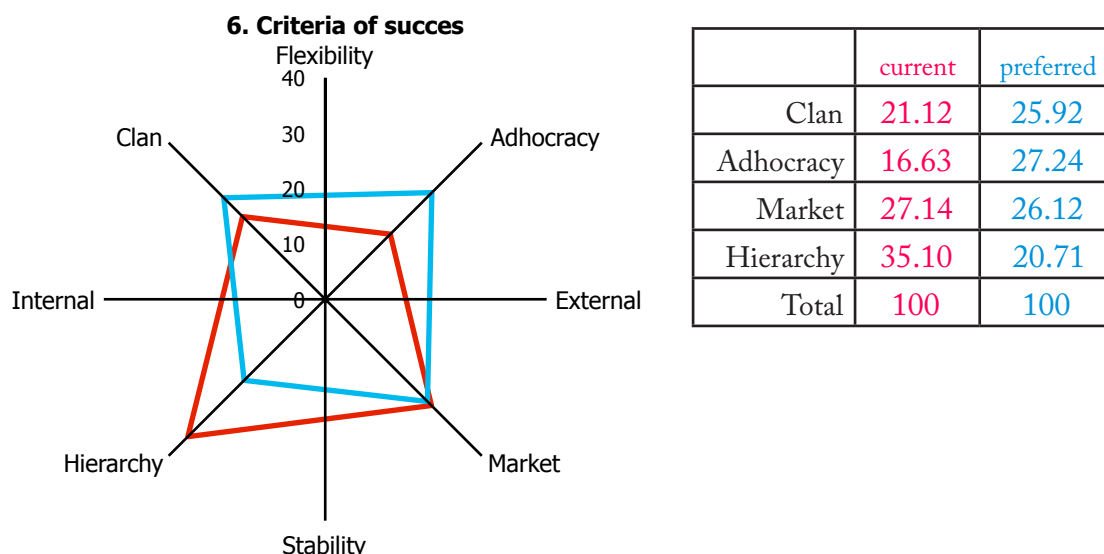 6. Criteria of succes
Flexibility
40
30
20
10
0
Clan
Adhocracy
Internal
External
Hierarchy
Market
Stability
current preferred
Clan 21.12 25.92
Adhocracy 16.63 27.24
Market 27.14 26.12
Hierarchy 35.10 20.71
Total 100 100